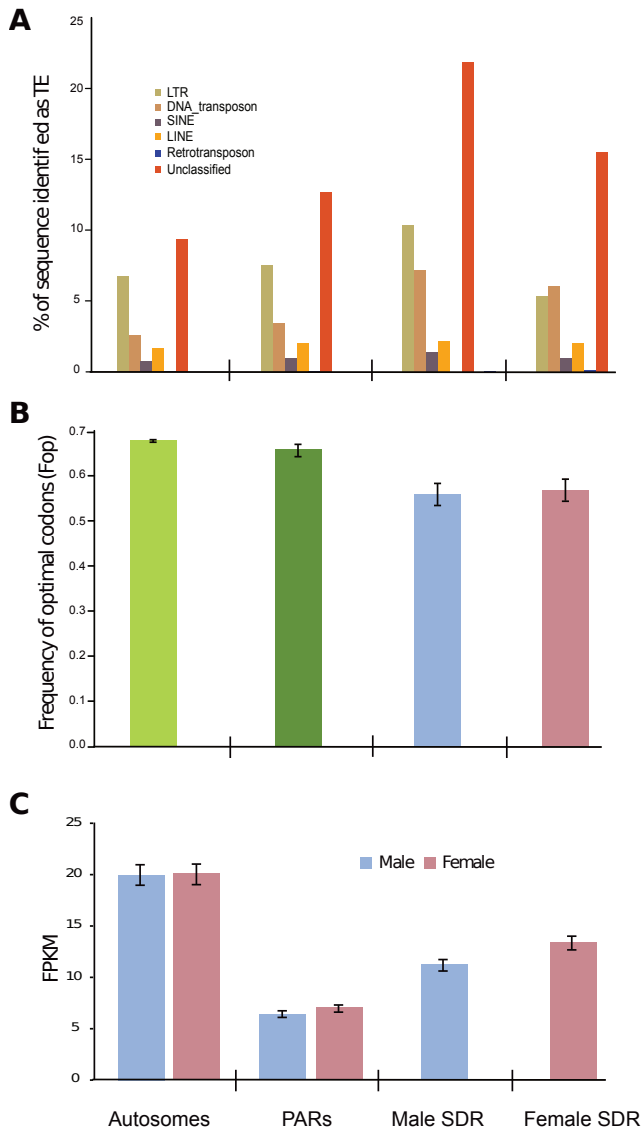 A
% of sequence identifed as TE
25
20
15
10
5
0
LTR
DNA_transposon
SINE
LINE
Retrotransposon
Unclassified
B
Frequency of optimal codons (Fop)
0.7
0.6
0.5
0.4
0.3
0.2
0.1
0.0
C
FPKM
25
20
15
10
5
0
Male Female
Autosomes PARs Male SDR Female SDR